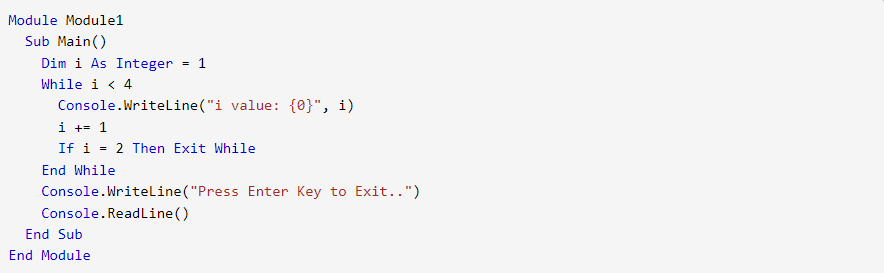 Module Module1
Sub Main()
Dim i As Integer = 1
While i < 4
Console.WriteLine("i value: {0}", i)
i += 1
If i = 2 Then Exit While
End While
Console.WriteLine("Press Enter Key to Exit..")
Console.ReadLine()
End Sub
End Module